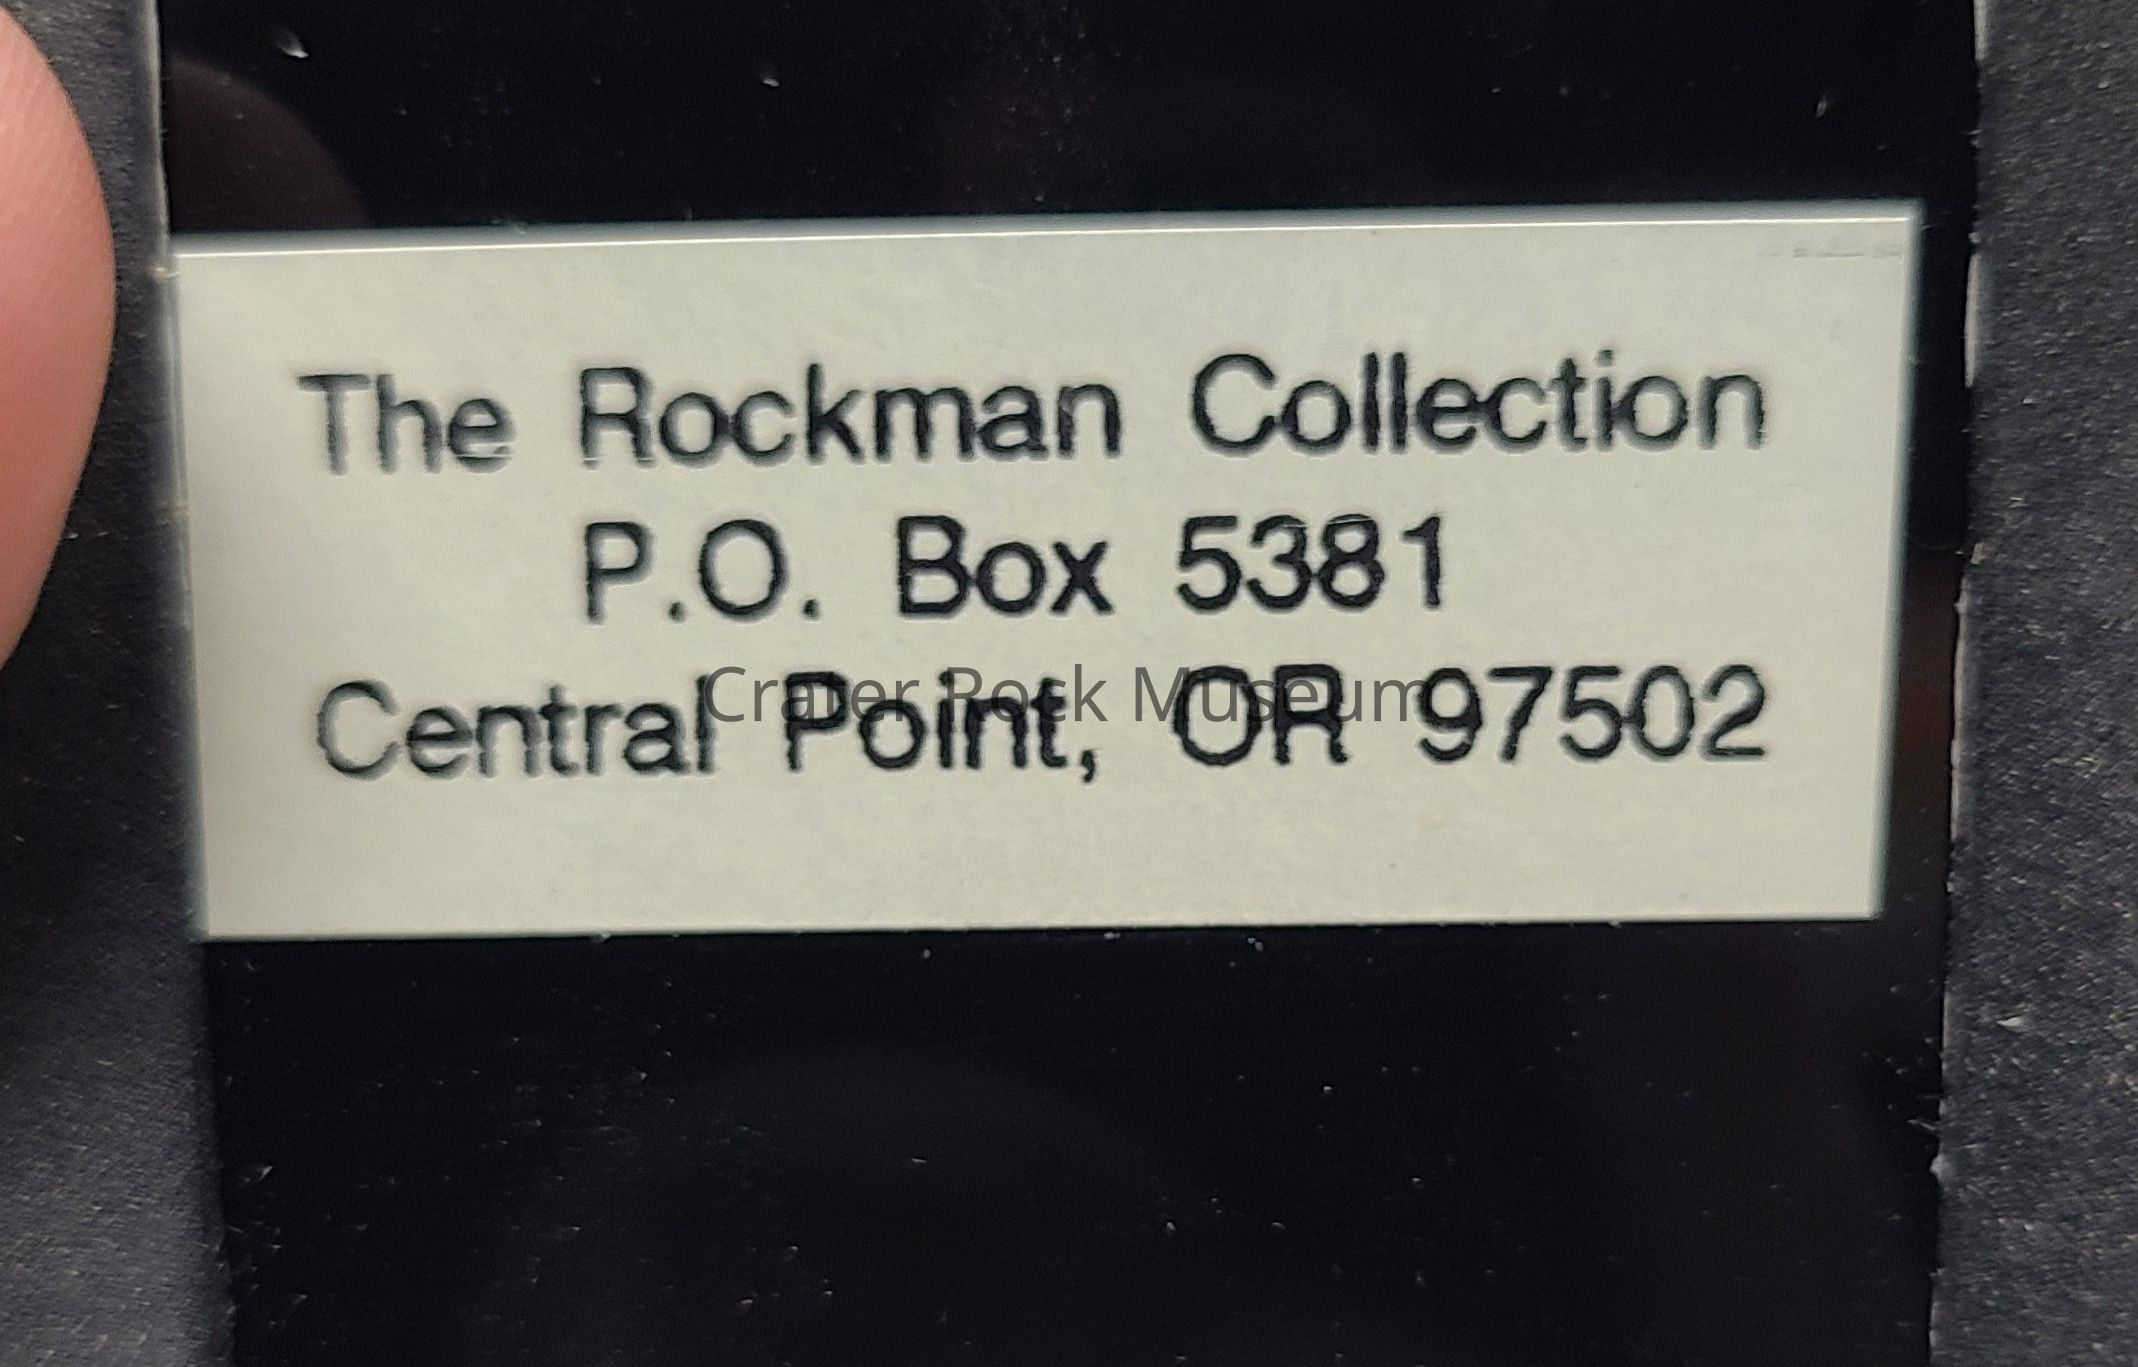 The Rockman Collection
P.O. Box 5381
Central Point, OR 97502
Crater Rock Museum